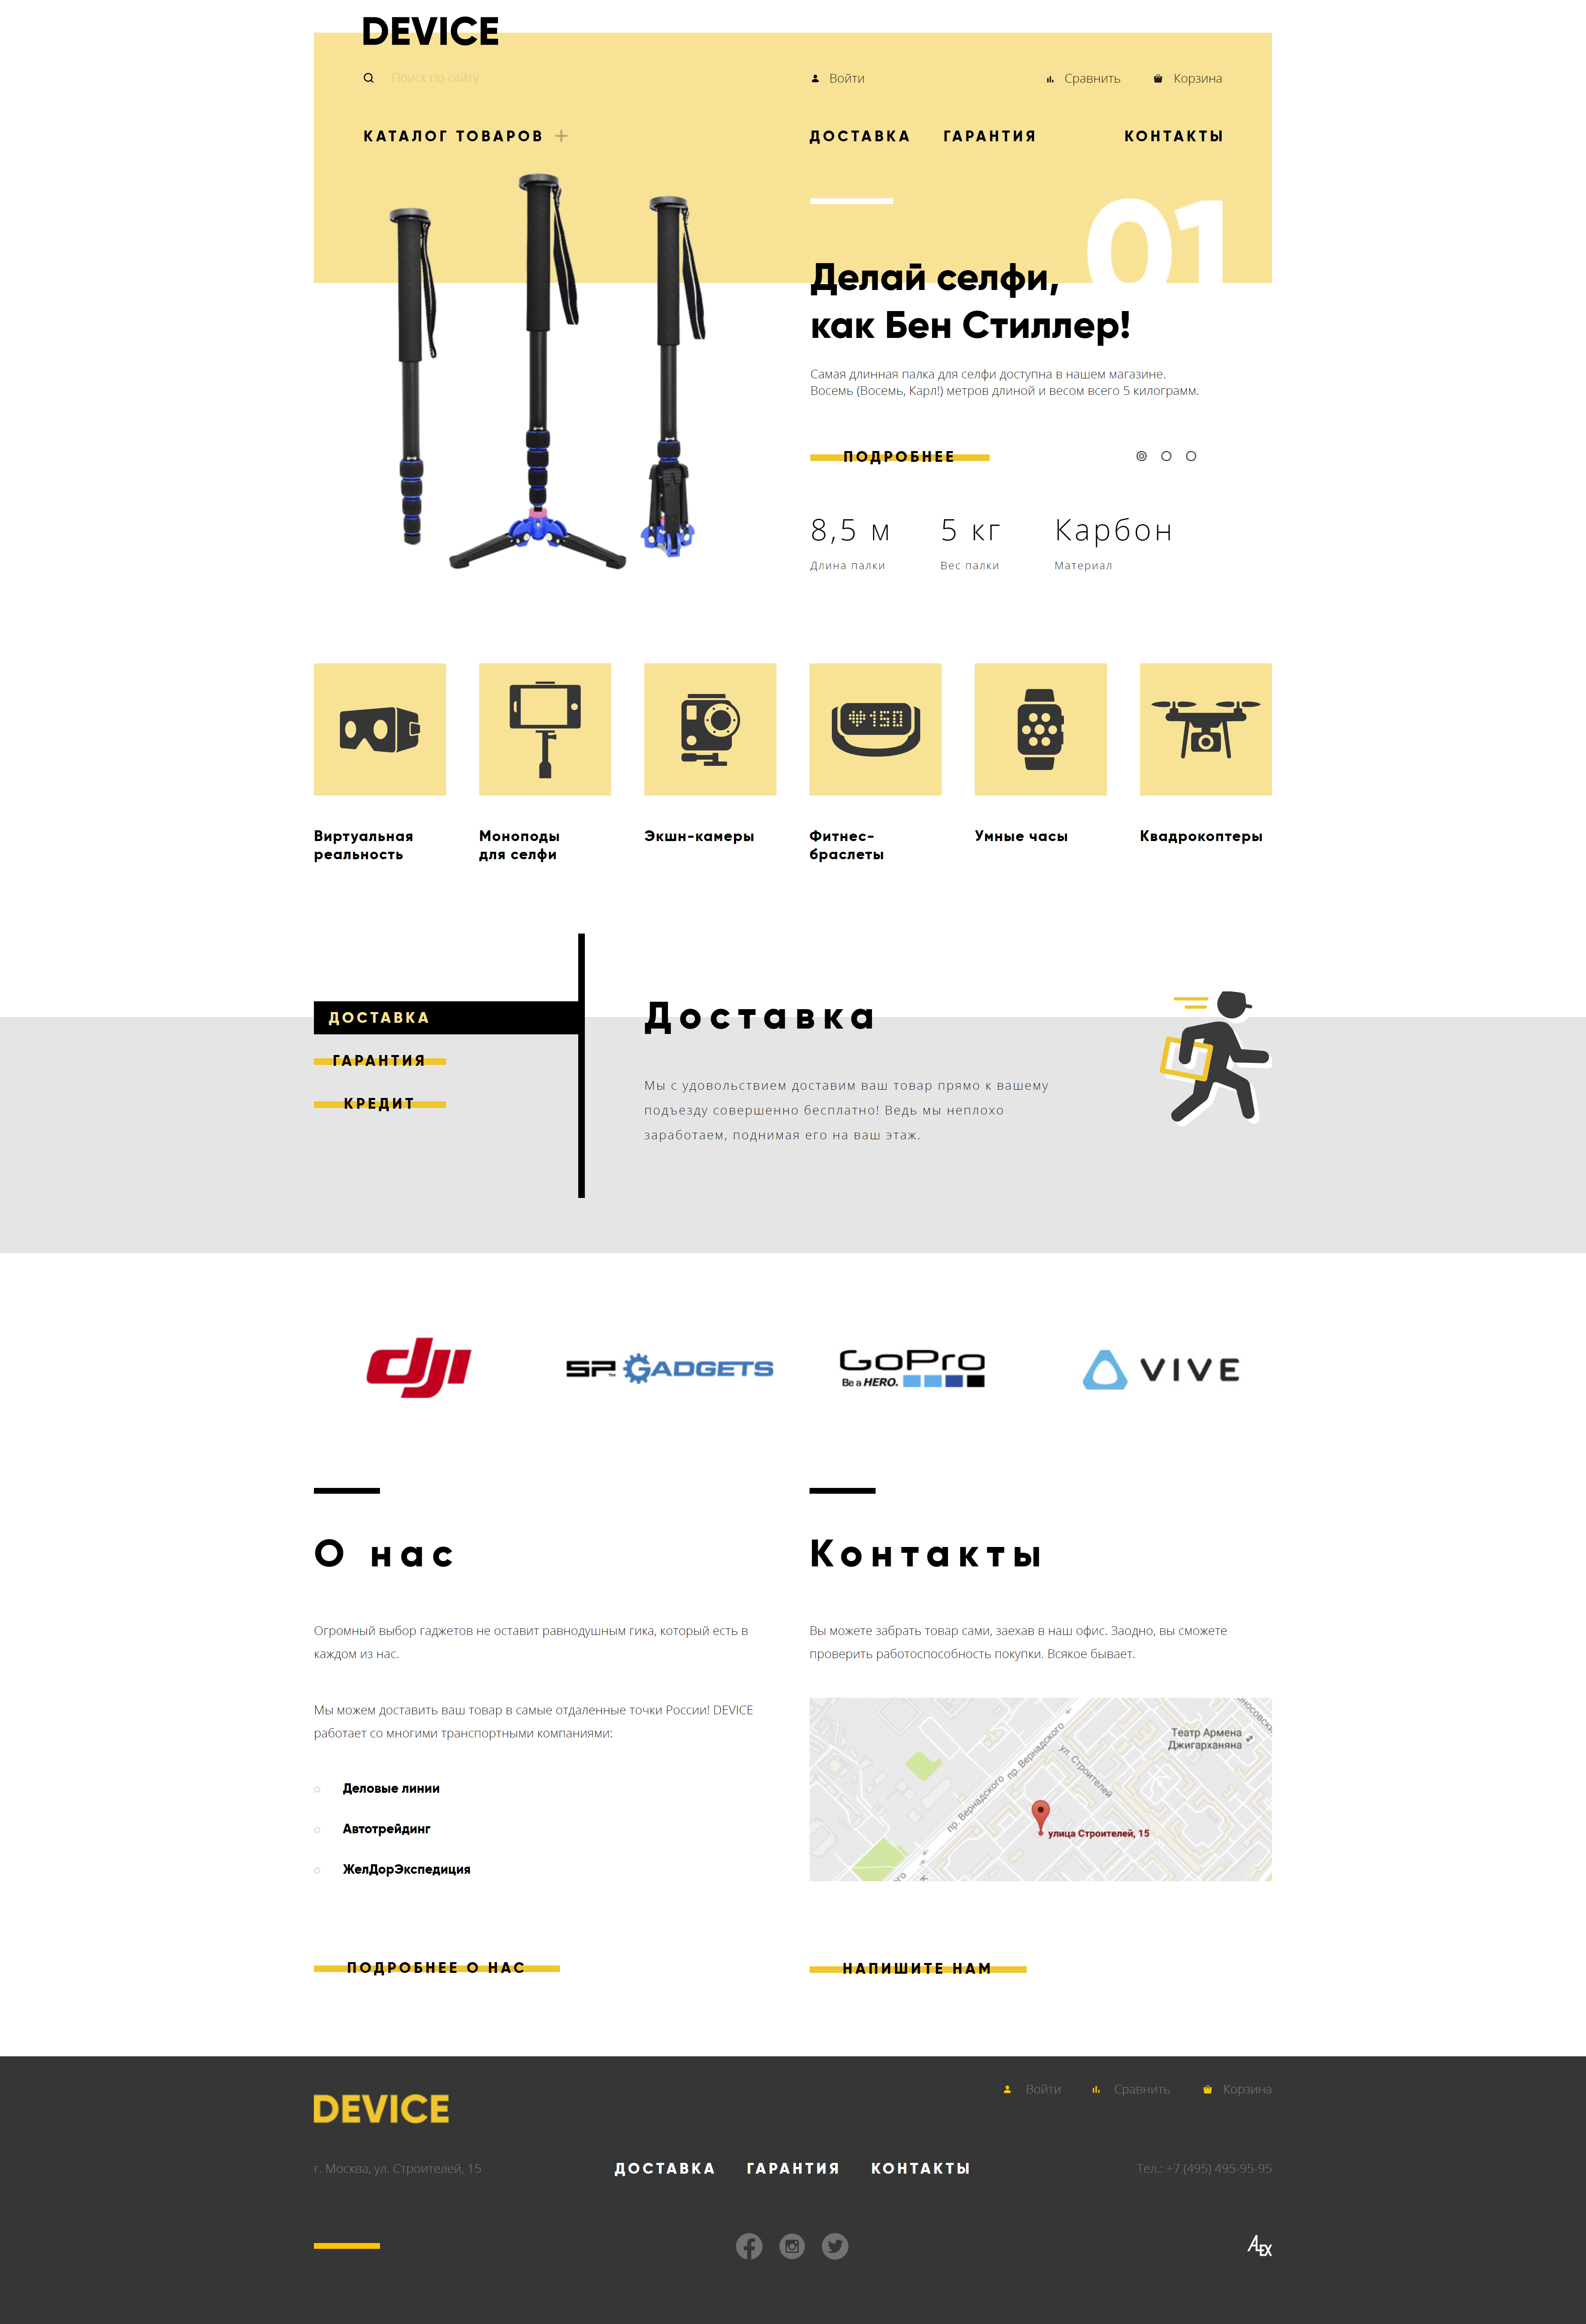 DEVICE
Поиск по сайту
Войти
Сравнить
Корзина
КАТАЛОГ ТОВАРОВ +
ДОСТАВКА
ГАРАНТИЯ
КОНТАКТЫ
01
Делай селфи,
как Бен Стиллер!
Самая длинная палка для селфи доступна в нашем магазине.
Восемь (Восемь, Карл!) метров длиной и весом всего 5 килограмм.
ПОДРОБНЕЕ
8,5 м
5 кг
Карбон
Длина палки
Вес палки
Материал
150
Виртуальная
реальность
Моноподы
для селфи
Экшн-камеры
Фитнес-
браслеты
Умные часы
Квадрокоптеры
ДОСТАВКА
ГАРАНТИЯ
КРЕДИТ
Доставка
Мы с удовольствием доставим ваш товар прямо к вашему
подъезду совершенно бесплатно! Ведь мы неплохо
заработаем, поднимая его на ваш этаж.
dji
SP™ GADGETS
GoPro
Be a HERO.
VIVE
О нас
Огромный выбор гаджетов не оставит равнодушным гика, который есть в
каждом из нас.
Мы можем доставить ваш товар в самые отдаленные точки России! DEVICE
работает со многими транспортными компаниями:
Деловые линии
Автотрейдинг
ЖелДорЭкспедиция
ПОДРОБНЕЕ О НАС
Контакты
Вы можете забрать товар сами, заехав в наш офис. Заодно, вы сможете
проверить работоспособность покупки. Всякое бывает.
Театр Армена
Джигарханяна
пр. Вернадского
ул. Строителей
пр. Вернадского
улица Строителей, 15
НАПИШИТЕ НАМ
DEVICE
Войти
Сравнить
Корзина
г. Москва, ул. Строителей, 15
ДОСТАВКА
ГАРАНТИЯ
КОНТАКТЫ
Тел.: +7 (495) 495-95-95
ALEX